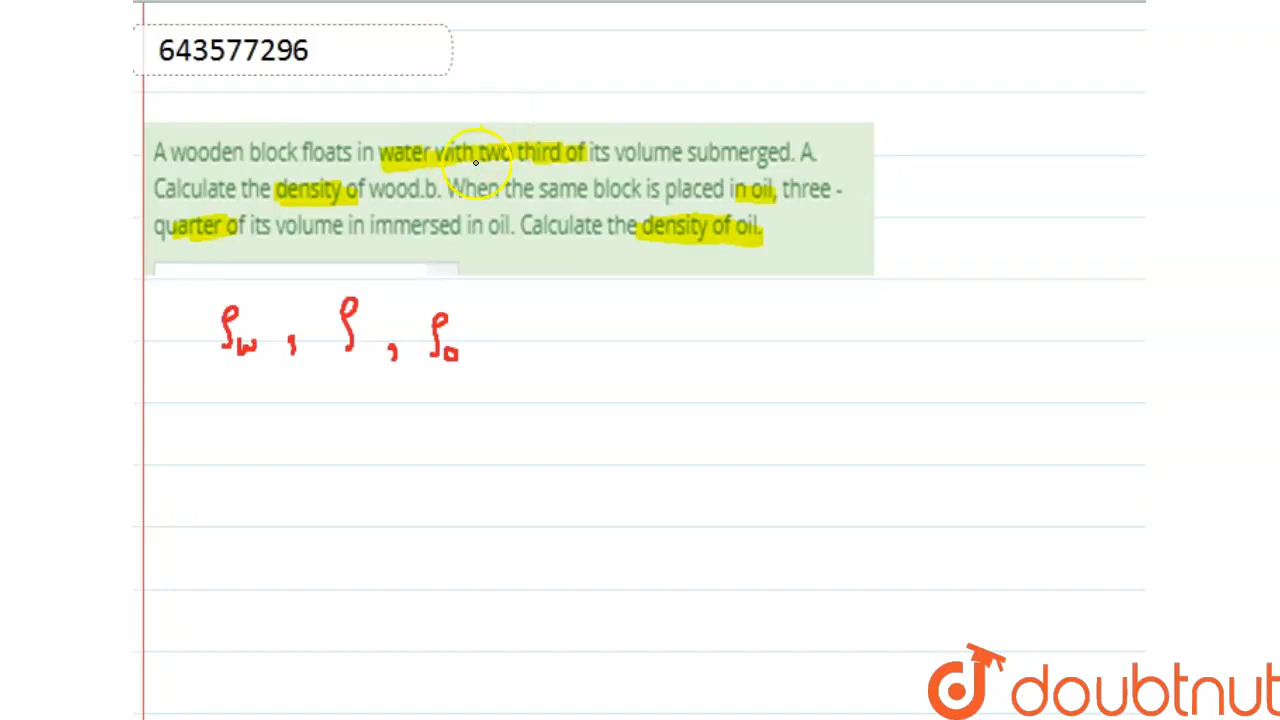 643577296
A wooden block floats in water with two third of its volume submerged. A.
Calculate the density of wood.b. When the same block is placed in oil, three -
quarter of its volume in immersed in oil. Calculate the density of oil.
ρw , ρ , ρo
doubtnut